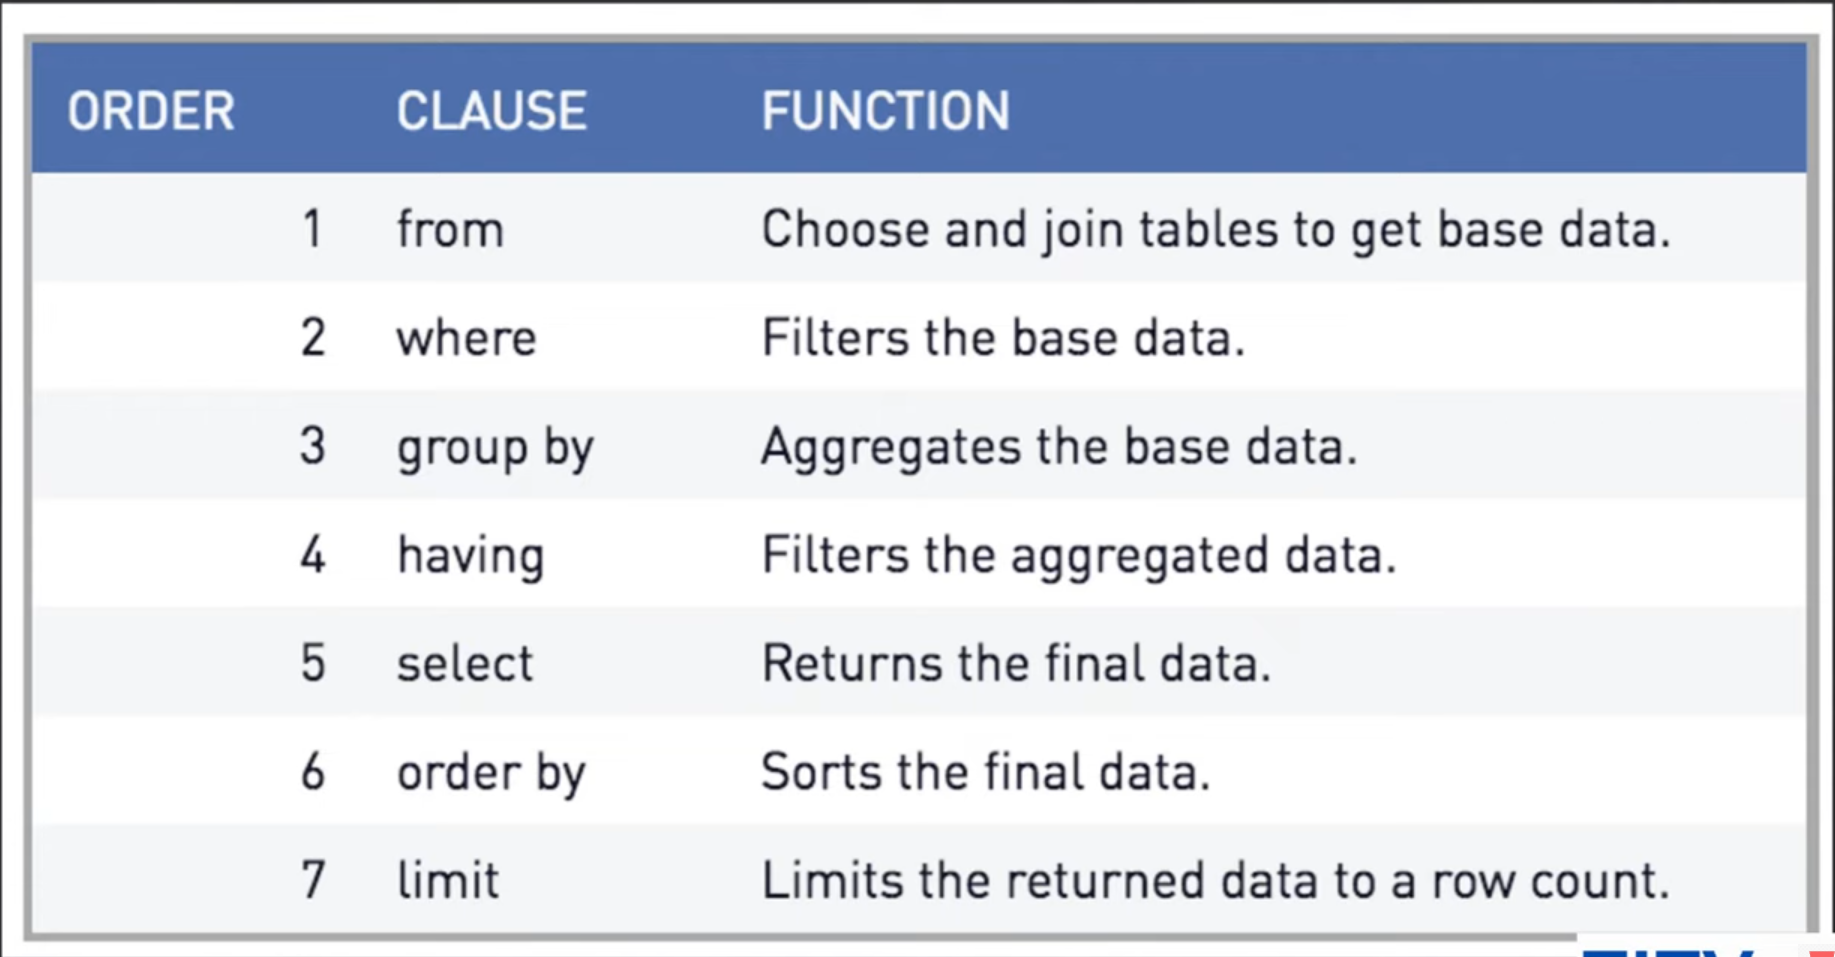 ORDER CLAUSE FUNCTION
1 from Choose and join tables to get base data.
2 where Filters the base data.
3 group by Aggregates the base data.
4 having Filters the aggregated data.
5 select Returns the final data.
6 order by Sorts the final data.
7 limit Limits the returned data to a row count.